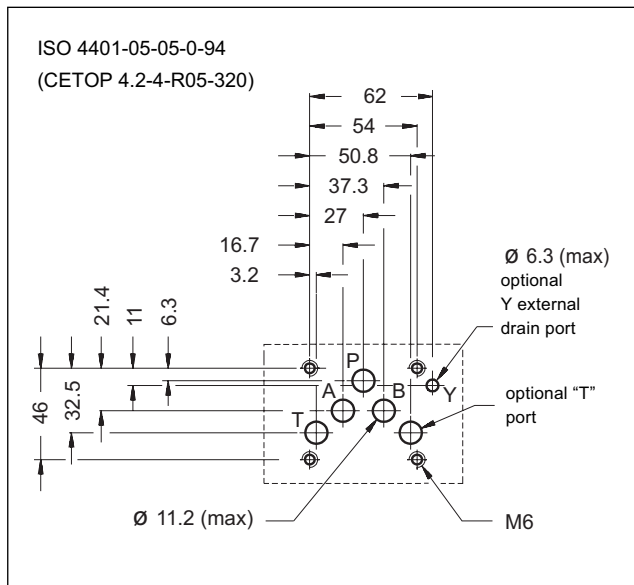 ISO 4401-05-05-0-94
(CETOP 4.2-4-R05-320)
62
54
50.8
37.3
27
16.7
3.2
Ø 6.3 (max)
optional
Y external
drain port
21.4
11
6.3
46
32.5
P
A
B
Y
T
optional “T”
port
Ø 11.2 (max)
M6